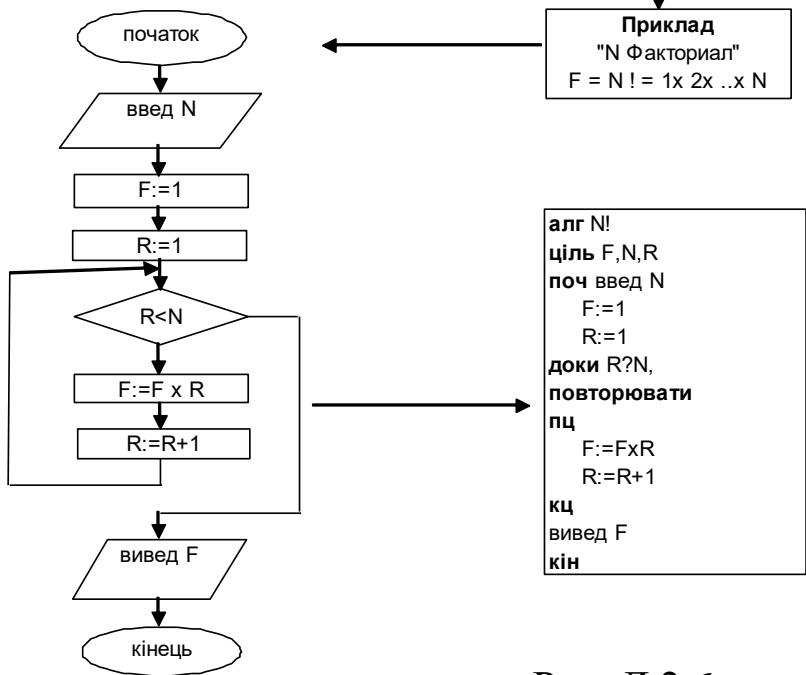 початок
введ N
F:=1
R:=1
R<N
F:=F x R
R:=R+1
вивед F
кінець
Приклад
"N Факториал"
F = N ! = 1x 2x ..x N
алг N!
ціль F,N,R
поч введ N
F:=1
R:=1
доки R?N,
повторювати
пц
F:=FxR
R:=R+1
кц
вивед F
кін